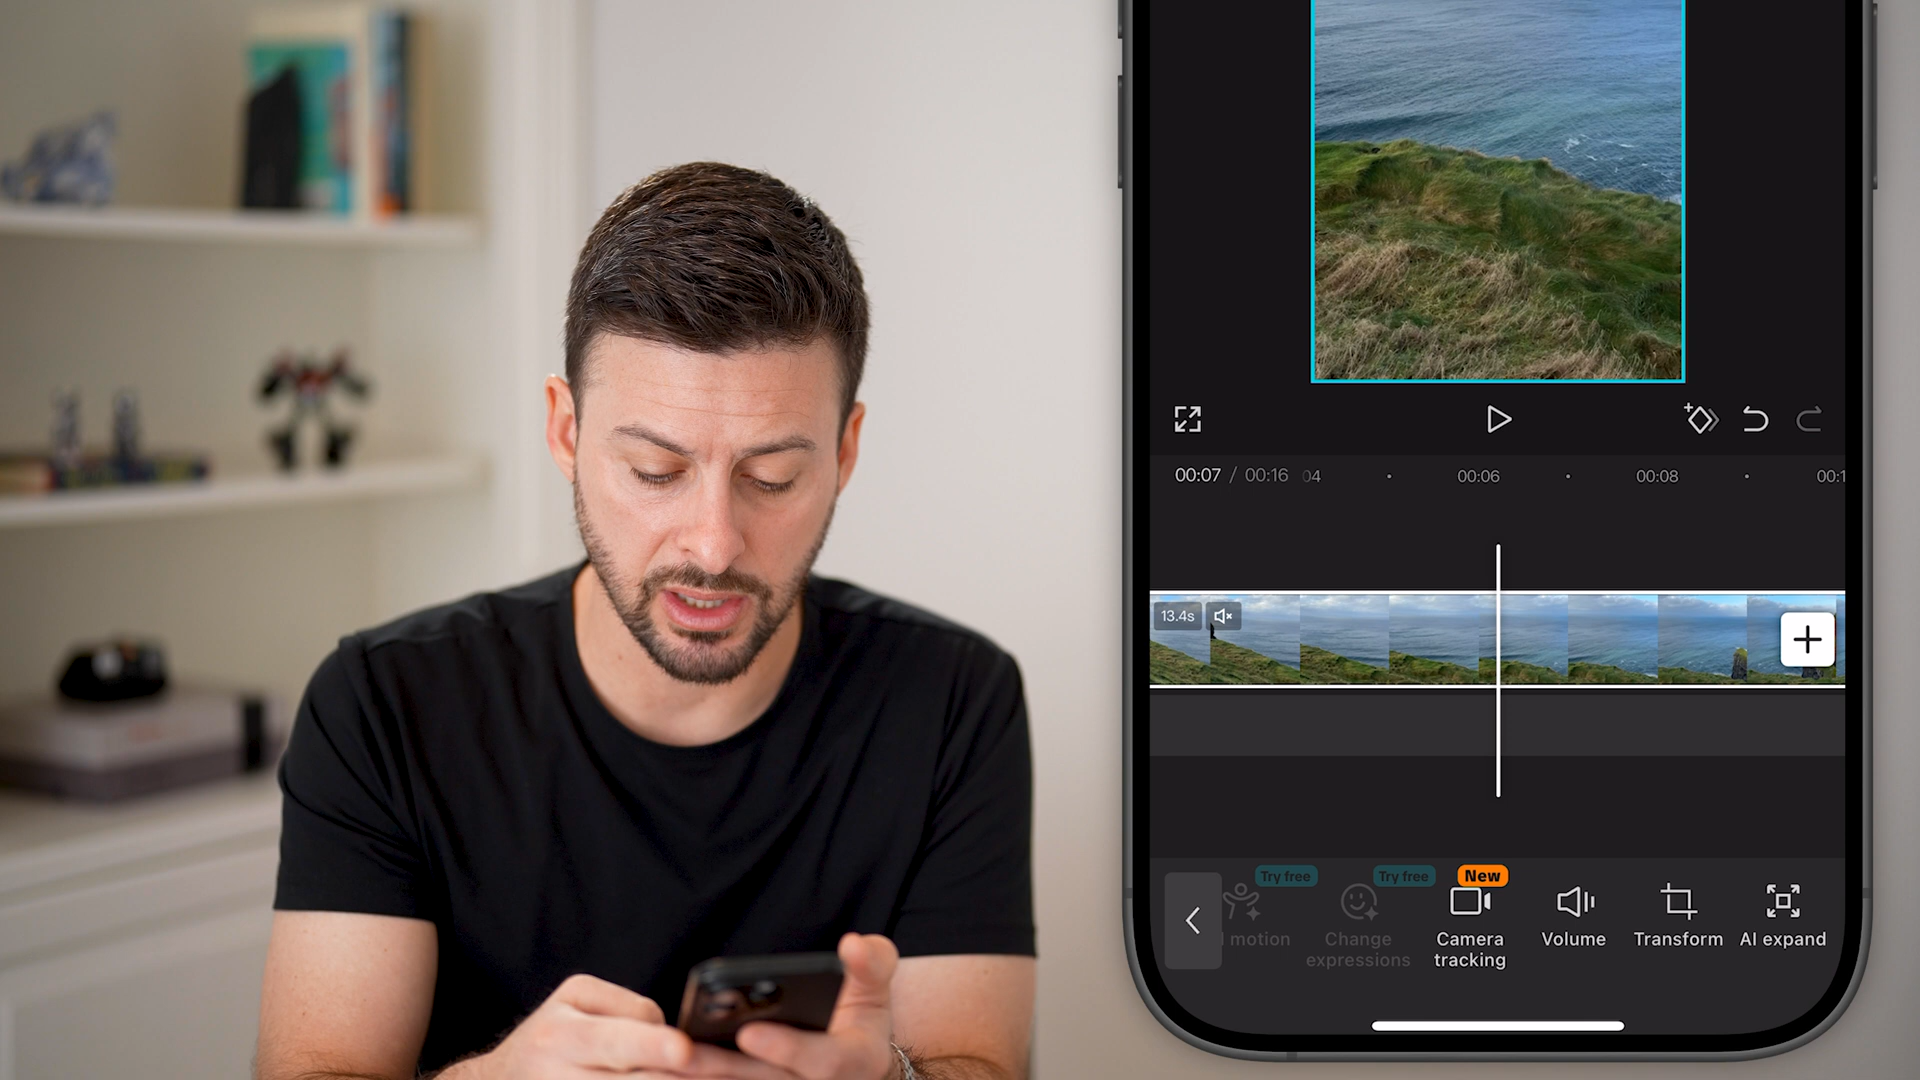 00:07 / 00:16 04 00:06 00:08 00:1
13.4s
Try free Try free New
motion
Change
expressions
Camera
tracking
Volume
Transform
AI expand